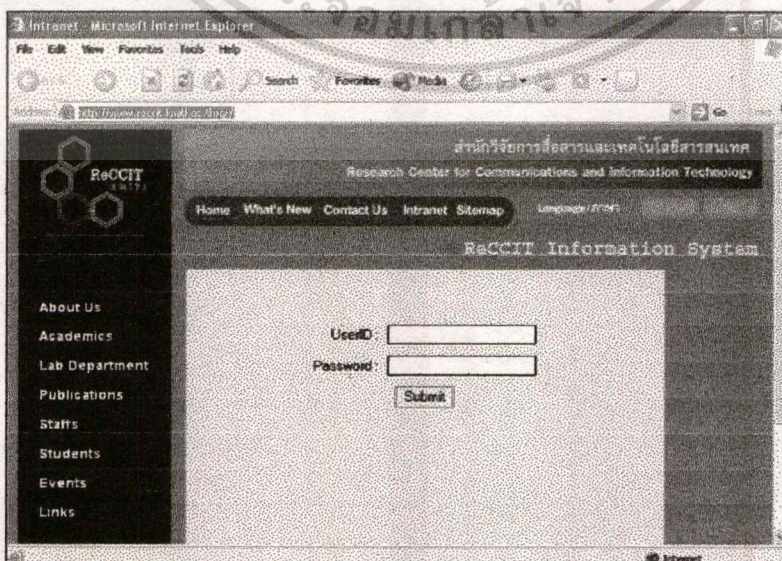 Intranet - Microsoft Internet Explorer
File Edit View Favorites Tools Help
Search Favorites Media
Go
สำนักวิจัยการสื่อสารและเทคโนโลยีสารสนเทศ
ReCCIT
Research Center for Communications and Information Technology
Home What's New Contact Us Intranet Sitemap
ReCCIT Information System
About Us
Academics
Lab Department
Publications
Staffs
Students
Events
Links
UserID:
Password:
Submit
Internet